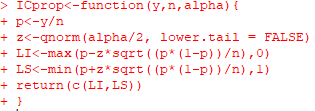 > ICprop<-function(y,n,alpha){
+ p<-y/n
+ z<-qnorm(alpha/2, lower.tail = FALSE)
+ LI<-max(p-z*sqrt((p*(1-p))/n),0)
+ LS<-min(p+z*sqrt((p*(1-p))/n),1)
+ return(c(LI,LS))
+ }